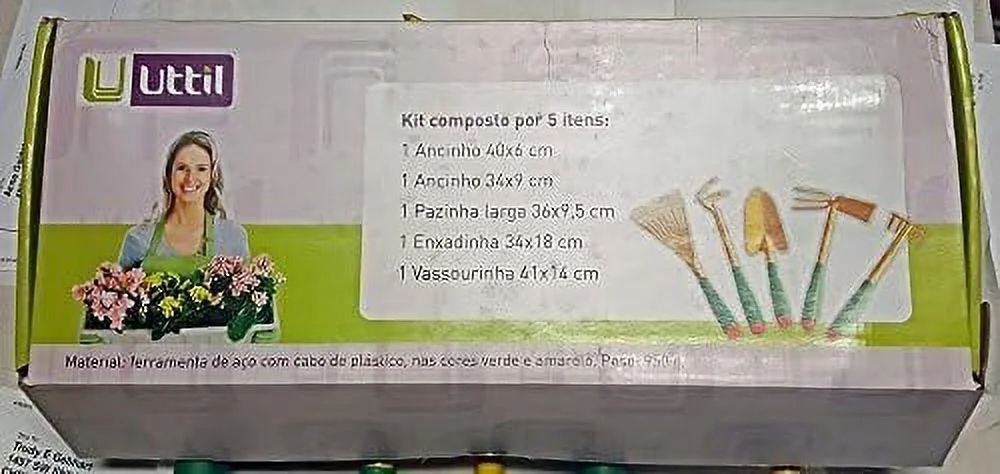 Uttil
Kit composto por 5 itens:
1 Ancinho 40x6 cm
1 Ancinho 34x9 cm
1 Pazinha larga 36x9,5 cm
1 Enxadinha 34x18 cm
1 Vassourinha 41x14 cm
Material: ferramenta de aço com cabo de plástico, nas cores verde e amarelo. Peso: 950